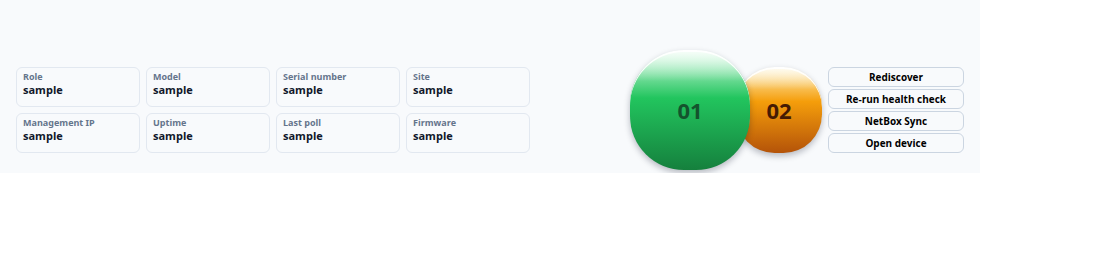 Role
sample
Model
sample
Serial number
sample
Site
sample
Management IP
sample
Uptime
sample
Last poll
sample
Firmware
sample
01
02
Rediscover
Re-run health check
NetBox Sync
Open device